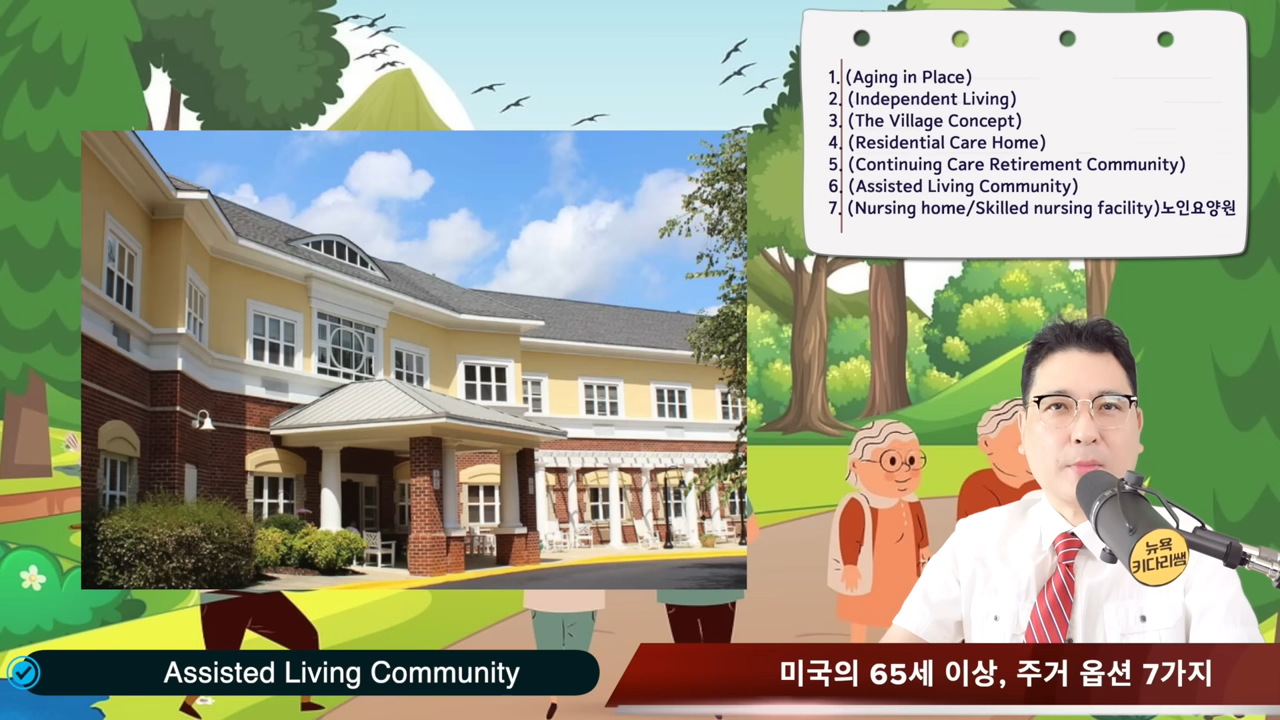 1. (Aging in Place)
2. (Independent Living)
3. (The Village Concept)
4. (Residential Care Home)
5. (Continuing Care Retirement Community)
6. (Assisted Living Community)
7. (Nursing home/Skilled nursing facility)노인요양원
뉴욕
키다리쌤
Assisted Living Community
미국의 65세 이상, 주거 옵션 7가지